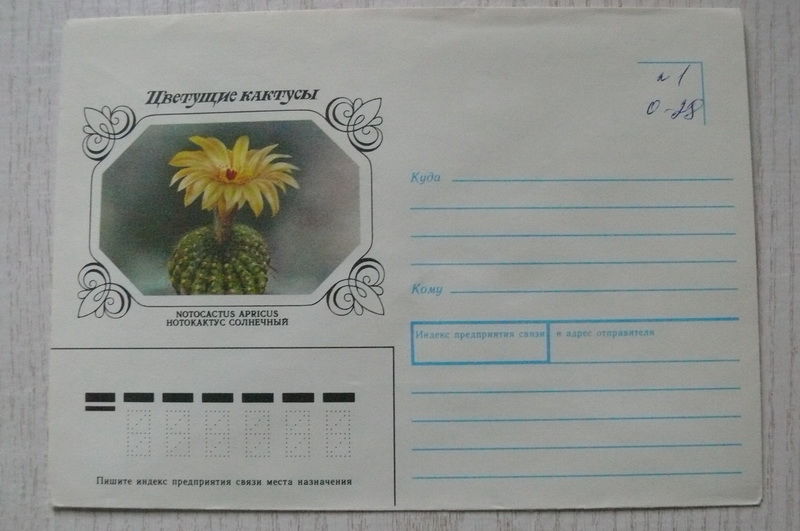 Цветущие кактусы
NOTOCACTUS APRICUS
НОТОКАКТУС СОЛНЕЧНЫЙ
Пишите индекс предприятия связи места назначения
0-28
Куда
Кому
Индекс предприятия связи и адрес отправителя